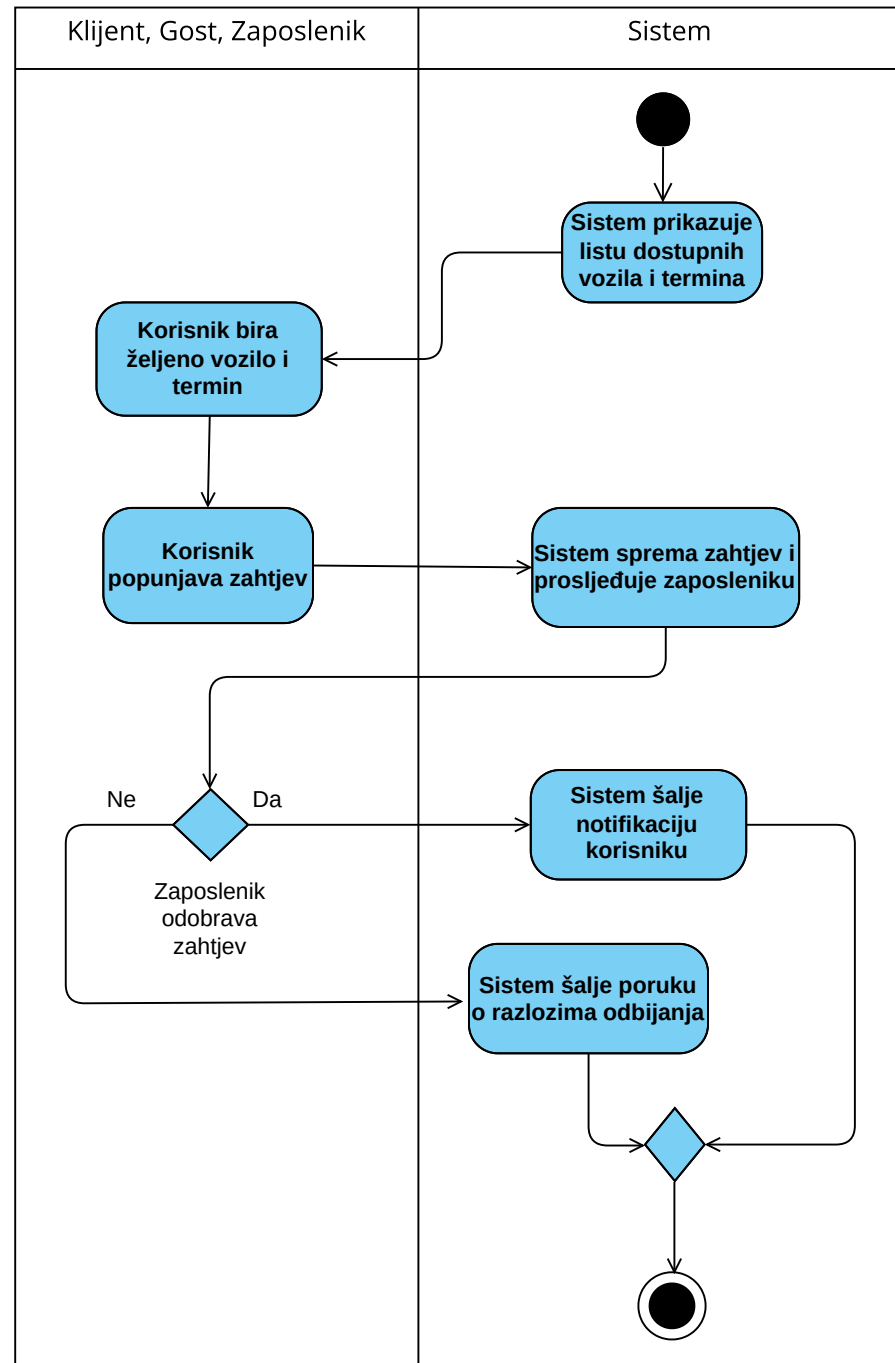 Klijent, Gost, Zaposlenik
Sistem
Sistem prikazuje
listu dostupnih
vozila i termina
Korisnik bira
željeno vozilo i
termin
Korisnik
popunjava zahtjev
Sistem sprema zahtjev i
prosljeđuje zaposleniku
Ne
Da
Zaposlenik
odobrava
zahtjev
Sistem šalje
notifikaciju
korisniku
Sistem šalje poruku
o razlozima odbijanja